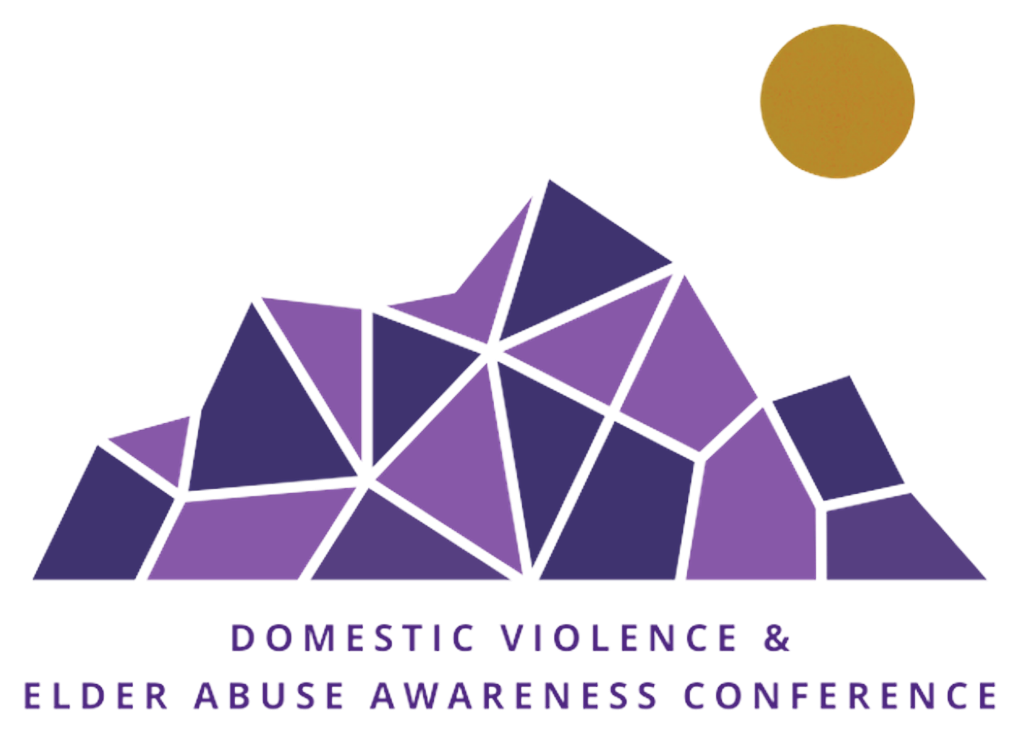 DOMESTIC VIOLENCE &
ELDER ABUSE AWARENESS CONFERENCE